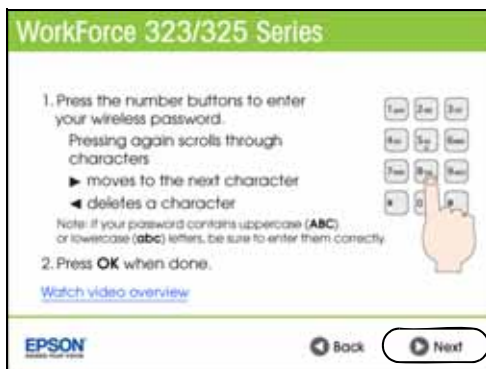 WorkForce 323/325 Series
1. Press the number buttons to enter
your wireless password.
Pressing again scrolls through
characters
► moves to the next character
◄ deletes a character
Note: If your password contains uppercase (ABC)
or lowercase (abc) letters, be sure to enter them correctly.
2. Press OK when done.
Watch video overview
EPSON
Back
Next